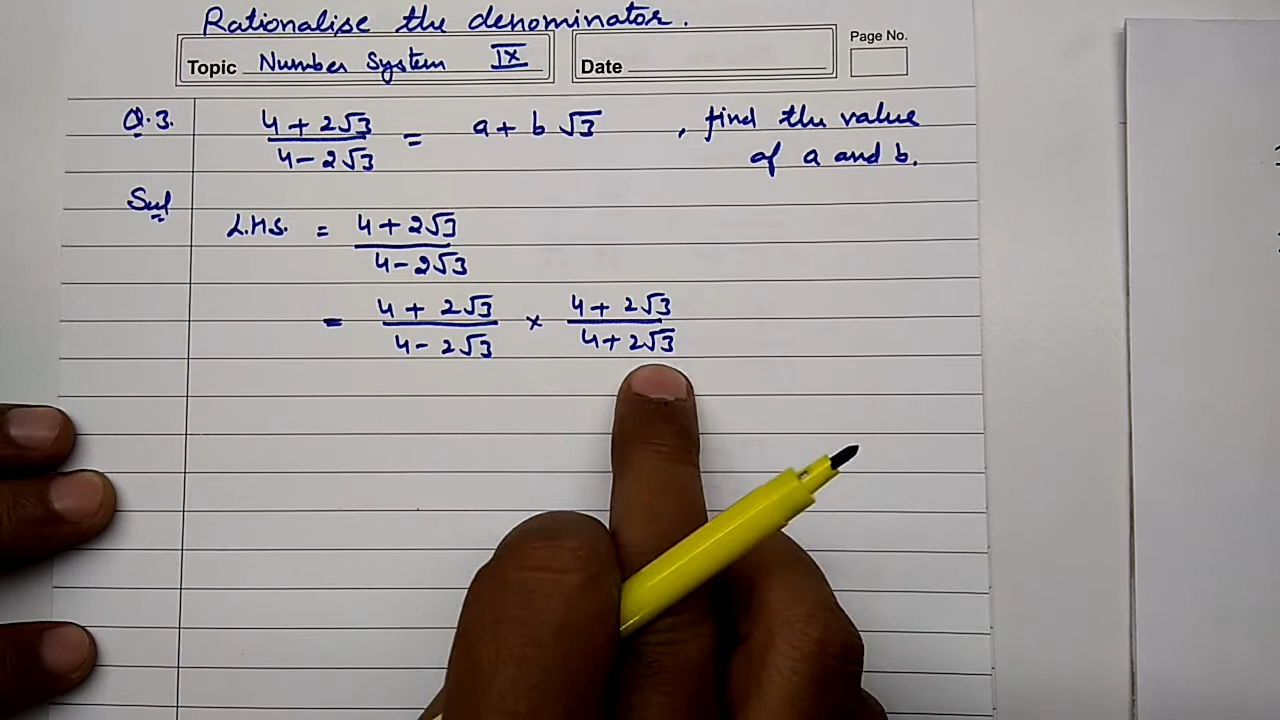 Rationalise the denominator.
Topic Number System IX Date Page No.
Q.3. 4+2√3 / 4-2√3 = a+b√3 , find the value
of a and b.
Sol
L.H.S. = 4+2√3 / 4-2√3
= 4+2√3 / 4-2√3 × 4+2√3 / 4+2√3